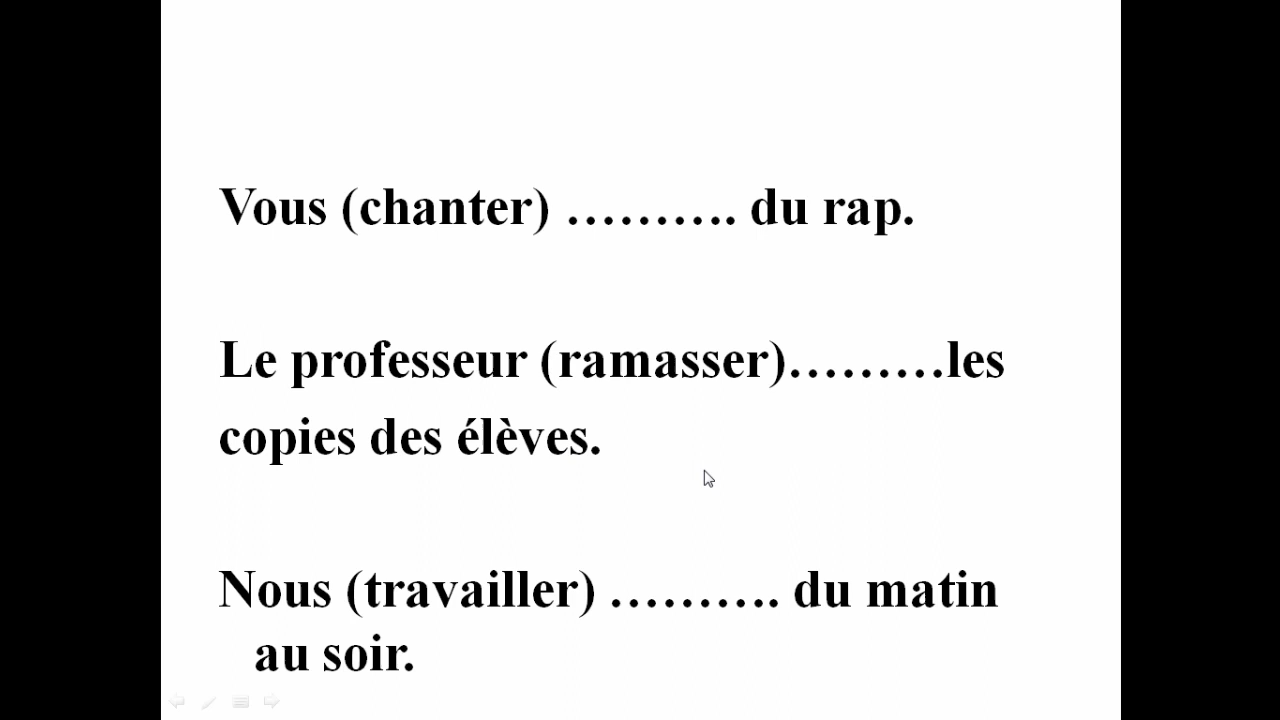 Vous (chanter) ………. du rap.
Le professeur (ramasser)………les
copies des élèves.
Nous (travailler) ………. du matin
au soir.